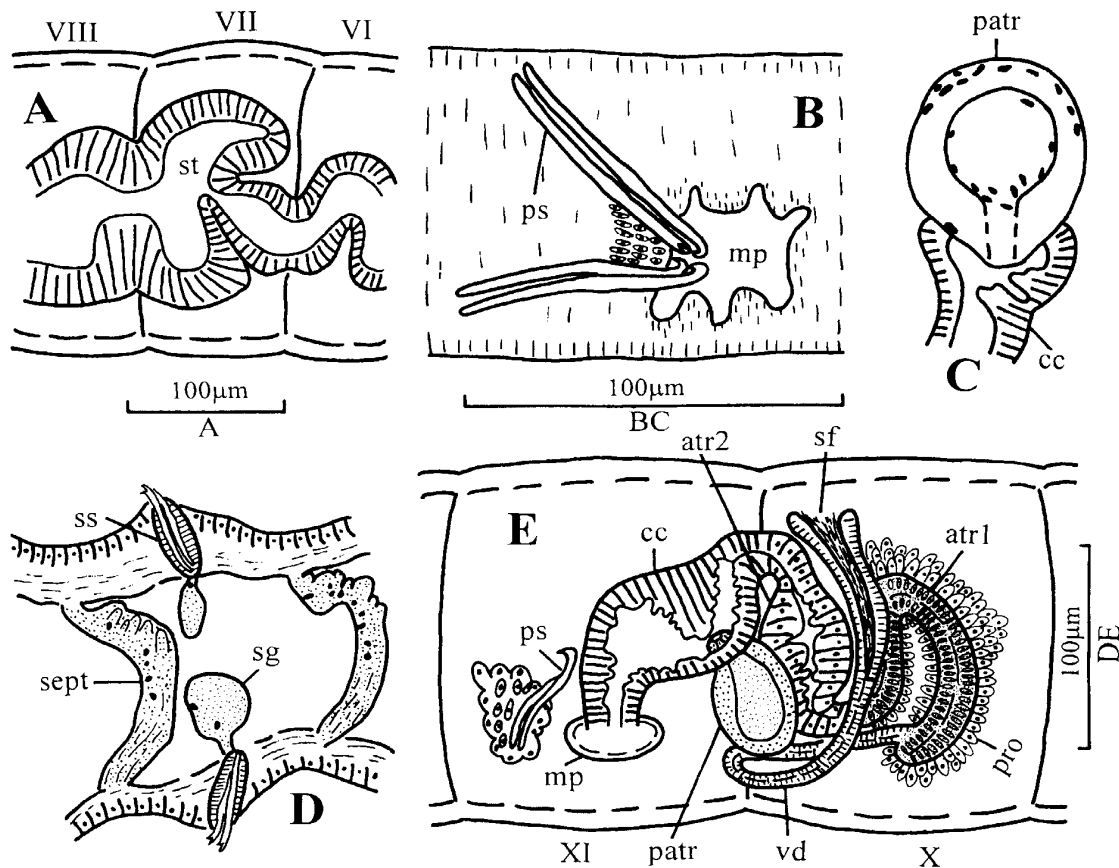 VIII VII VI
A
st
100µm
A
B
ps
mp
100µm
BC
patr
C
cc
ss
sg
sept
D
atr2
sf
E
cc
atr1
ps
mp
pro
100µm
DE
XI
patr
vd
X